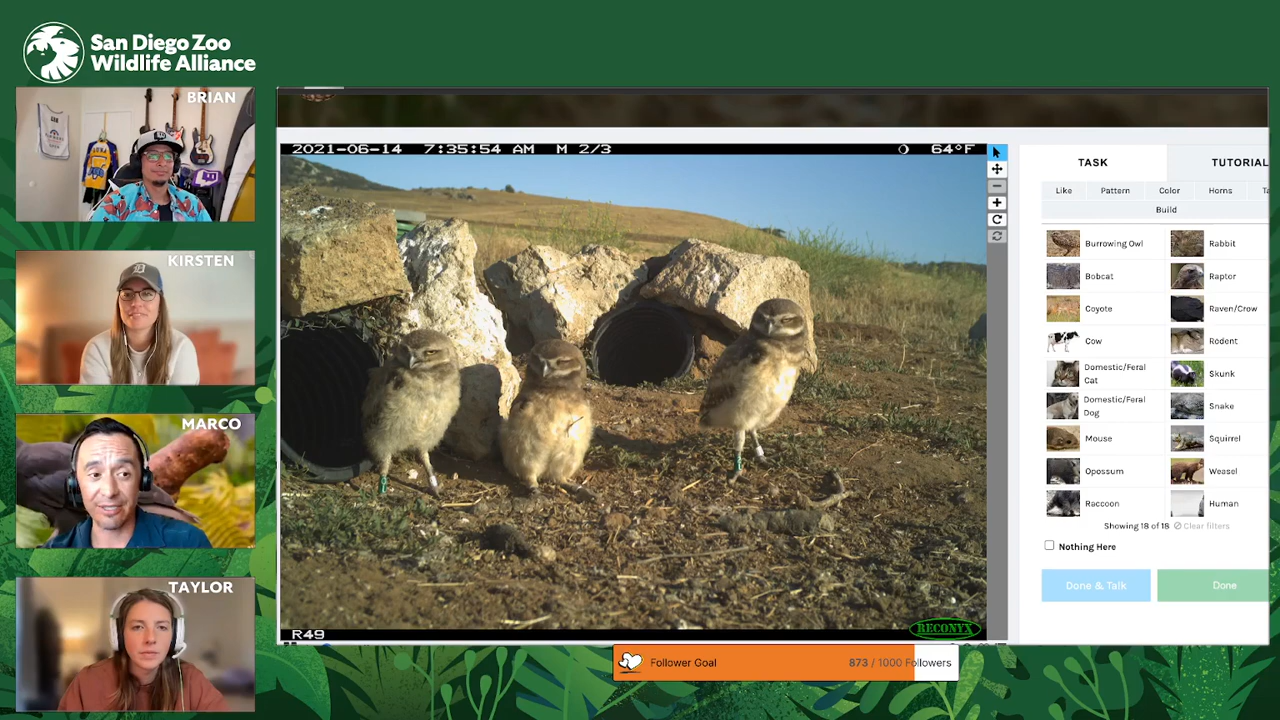 San Diego Zoo
Wildlife Alliance
BRIAN
KIRSTEN
MARCO
TAYLOR
2021-06-14 7:35:54 AM M 2/3 64°F
R49
RECONYX
TASK TUTORIAL
Like Pattern Color Horns
Build
Burrowing Owl Rabbit
Bobcat Raptor
Coyote Raven/Crow
Cow Rodent
Domestic/Feral
Cat
Skunk
Domestic/Feral
Dog
Snake
Mouse Squirrel
Opossum Weasel
Raccoon Human
Showing 18 of 18 Clear filters
Nothing Here
Done & Talk Done
Follower Goal 873 / 1000 Followers